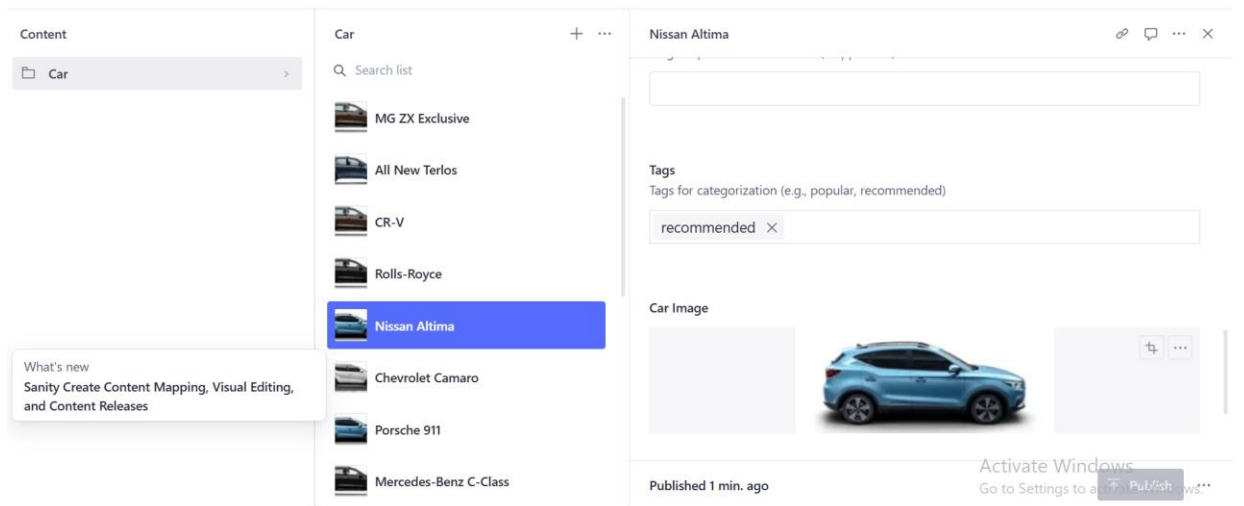 Content
Car
Car
Search list
MG ZX Exclusive
All New Terlos
CR-V
Rolls-Royce
Nissan Altima
Chevrolet Camaro
Porsche 911
Mercedes-Benz C-Class
What's new
Sanity Create Content Mapping, Visual Editing,
and Content Releases
Nissan Altima
Tags
Tags for categorization (e.g., popular, recommended)
recommended
Car Image
Published 1 min. ago
Activate Windows
Go to Settings to activate Windows.
Publish